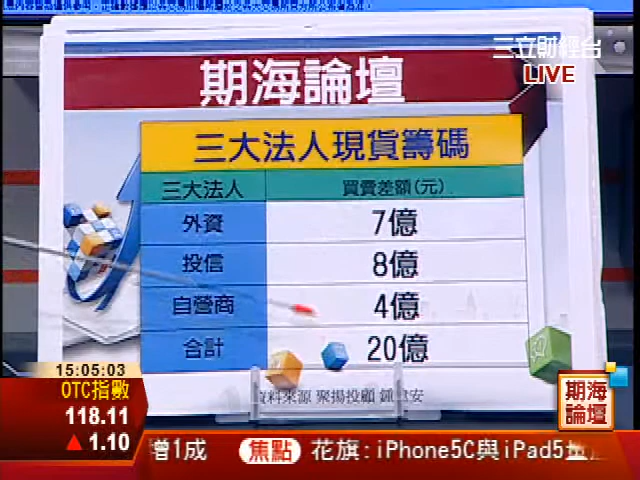 三立財經台
LIVE
期海論壇
三大法人現貨籌碼
三大法人 買賣差額(元)
外資 7億
投信 8億
自營商 4億
合計 20億
資料來源 聚揚投顧 鍾
安
15:05:03
OTC指數
118.11
▲1.10
期海
論壇
增1成 焦點 花旗:iPhone5C與iPad5